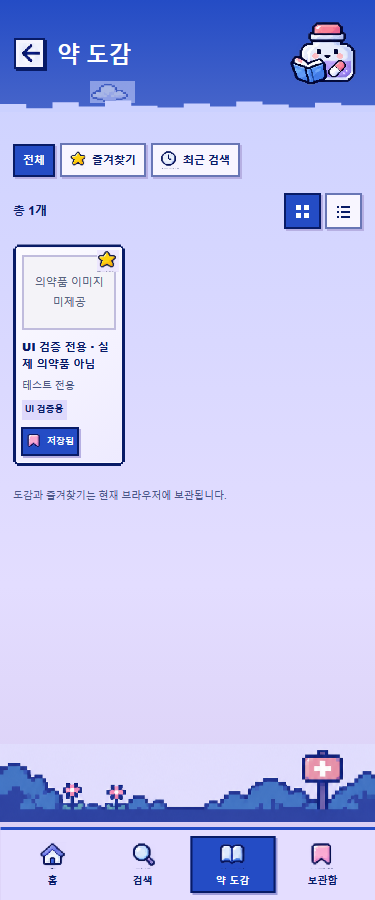 약 도감
전체
즐겨찾기
최근 검색
총 1개
의약품 이미지
미제공
UI 검증 전용 · 실
제 의약품 아님
테스트 전용
UI 검증용
저장됨
도감과 즐겨찾기는 현재 브라우저에 보관됩니다.
홈
검색
약 도감
보관함